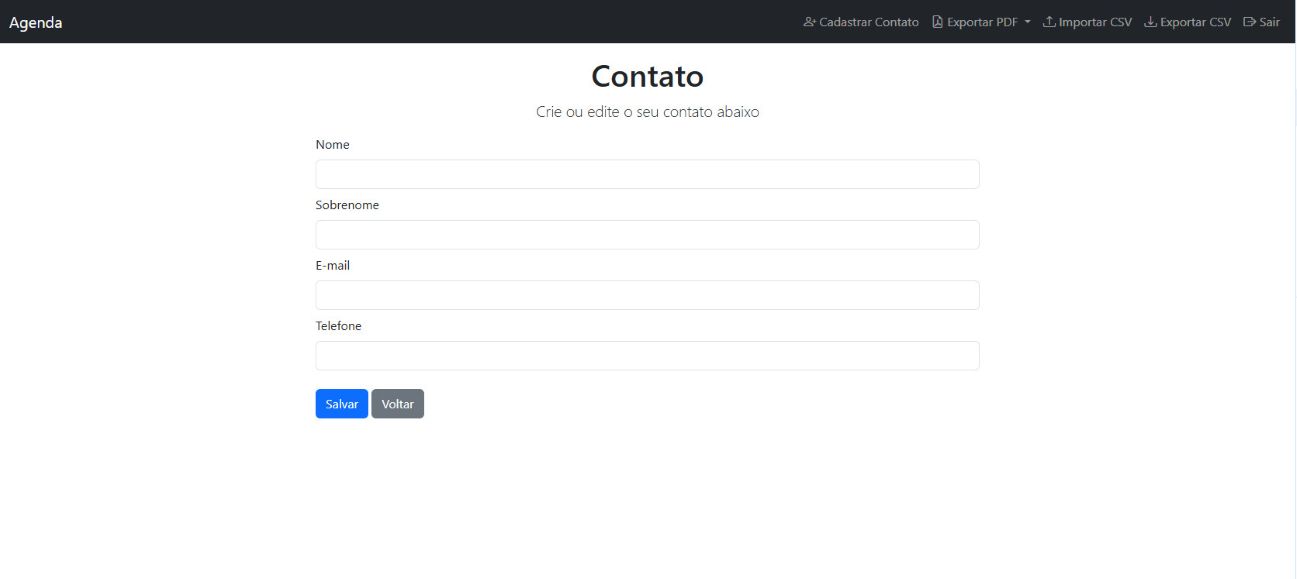 Agenda
Cadastrar Contato Exportar PDF Importar CSV Exportar CSV Sair
Contato
Crie ou edite o seu contato abaixo
Nome
Sobrenome
E-mail
Telefone
Salvar Voltar